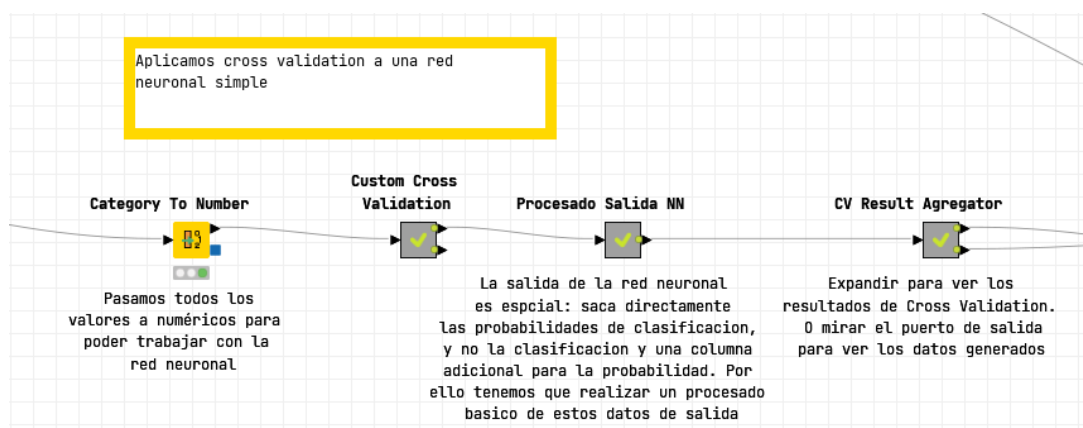 Aplicamos cross validation a una red
neuronal simple
Category To Number
Pasamos todos los
valores a numéricos para
poder trabajar con la
red neuronal
Custom Cross
Validation
Procesado Salida NN
La salida de la red neuronal
es espcial: saca directamente
las probabilidades de clasificacion,
y no la clasificacion y una columna
adicional para la probabilidad. Por
ello tenemos que realizar un procesado
basico de estos datos de salida
CV Result Agregator
Expandir para ver los
resultados de Cross Validation.
O mirar el puerto de salida
para ver los datos generados